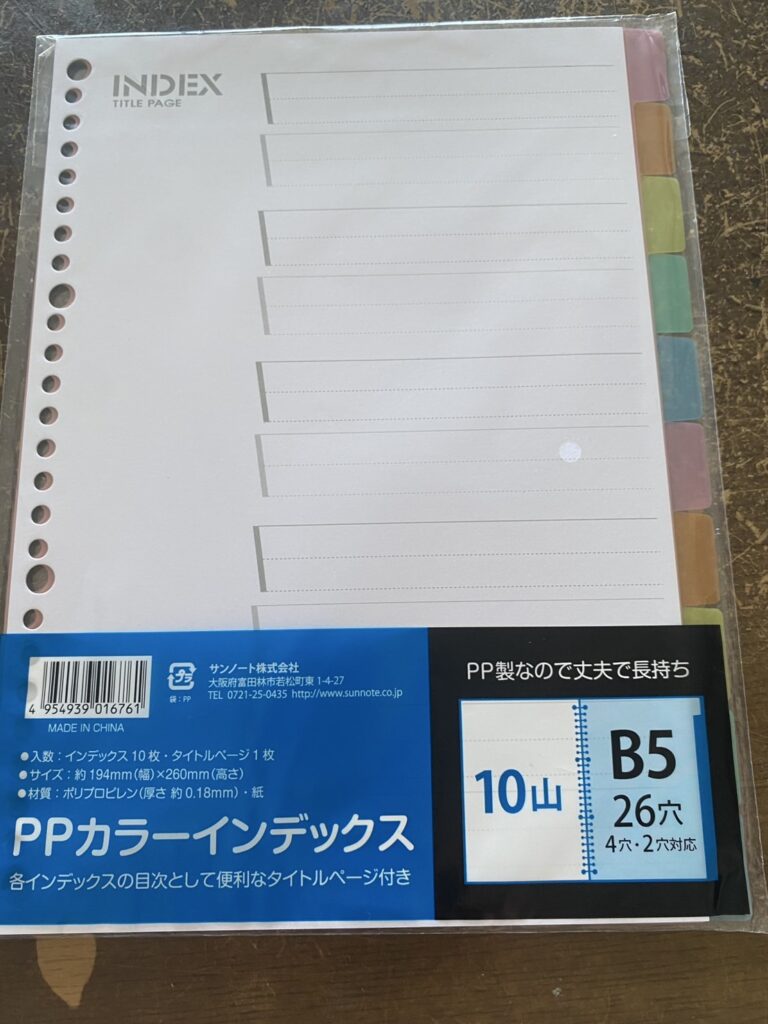 INDEX
TITLE PAGE
4 954939 016761
MADE IN CHINA
プラ
袋:PP
サンノート株式会社
大阪府富田林市若松町東 1-4-27
TEL 0721-25-0435 http://www.sunnote.co.jp
●入数:インデックス 10 枚・タイトルページ 1 枚
●サイズ:約 194mm(幅)×260mm(高さ)
●材質:ポリプロピレン(厚さ 約 0.18mm)・紙
PPカラーインデックス
各インデックスの目次として便利なタイトルページ付き
PP製なので丈夫で長持ち
10山
B5
26穴
4穴・2穴対応